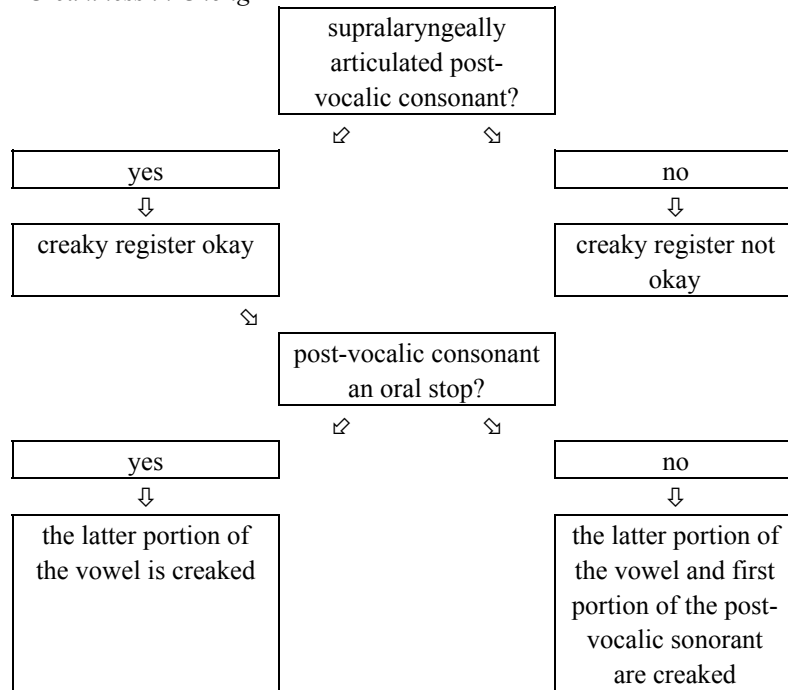 supralaryngeally
articulated post-
vocalic consonant?
yes
no
creaky register okay
creaky register not
okay
post-vocalic consonant
an oral stop?
yes
no
the latter portion of
the vowel is creaked
the latter portion of
the vowel and first
portion of the post-
vocalic sonorant
are creaked